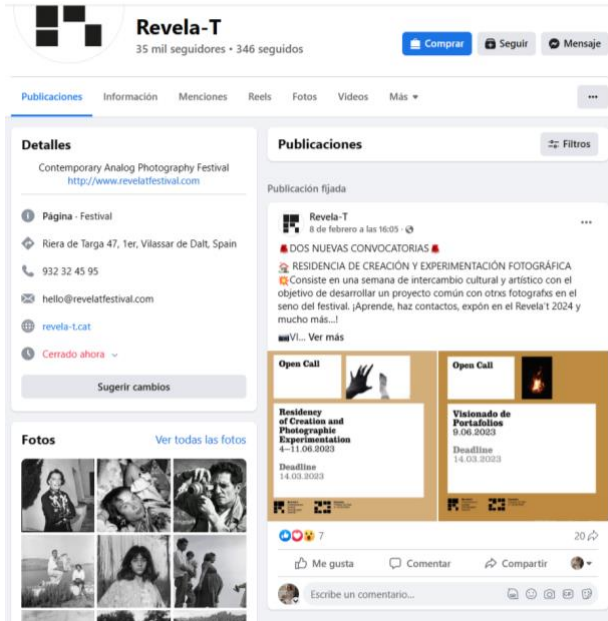 Revela-T
35 mil seguidores • 346 seguidos
Comprar
Seguir
Mensaje
Publicaciones
Información
Menciones
Reels
Fotos
Videos
Más
Detalles
Contemporary Analog Photography Festival
http://www.revelatfestival.com
Página · Festival
Riera de Targa 47, 1er, Vilassar de Dalt, Spain
932 32 45 95
hello@revelatfestival.com
revela-t.cat
Cerrado ahora
Sugerir cambios
Fotos
Ver todas las fotos
Publicaciones
Filtros
Publicación fijada
Revela-T
8 de febrero a las 16:05 ·
DOS NUEVAS CONVOCATORIAS
RESIDENCIA DE CREACIÓN Y EXPERIMENTACIÓN FOTOGRÁFICA
Consiste en una semana de intercambio cultural y artístico con el
objetivo de desarrollar un proyecto común con otrxs fotografxs en el
seno del festival. ¡Aprende, haz contactos, expón en el Revela't 2024 y
mucho más...!
VI... Ver más
Open Call
Residency
of Creation and
Photographic
Experimentation
4–11.06.2023
Deadline
14.03.2023
Open Call
Visionado de
Portafolios
9.06.2023
Deadline
14.03.2023
7
20
Me gusta
Comentar
Compartir
Escribe un comentario...